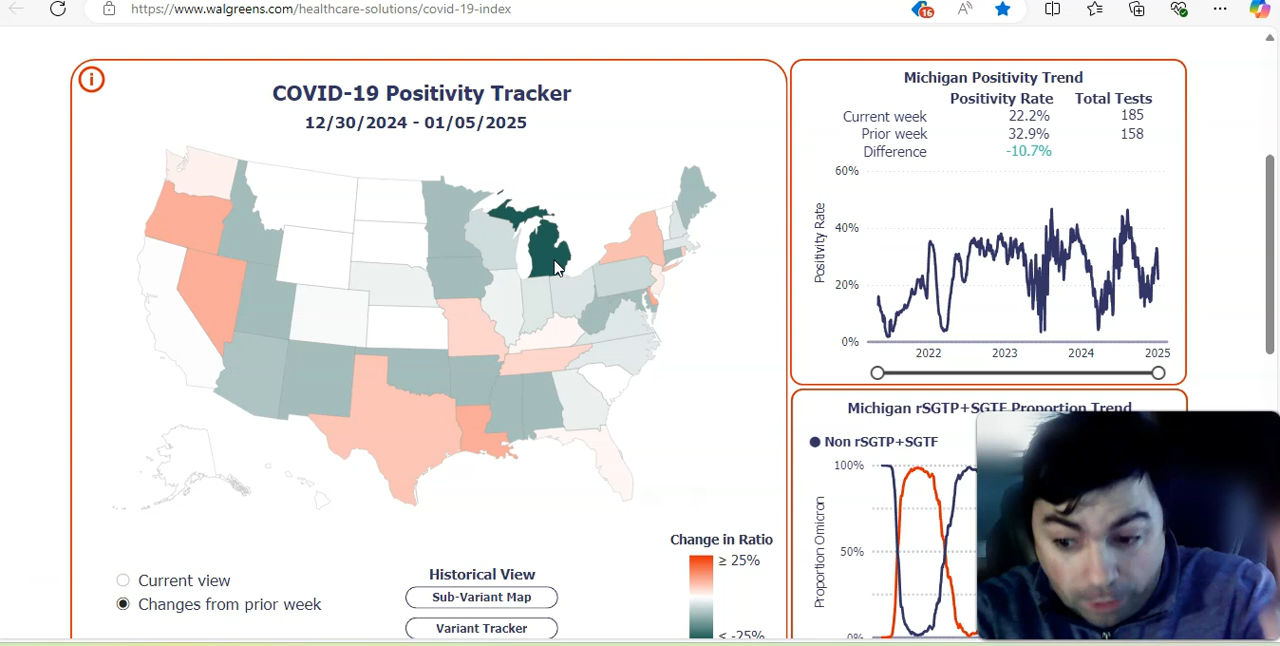 https://www.walgreens.com/healthcare-solutions/covid-19-index
16
COVID-19 Positivity Tracker
12/30/2024 - 01/05/2025
Current view
Changes from prior week
Historical View
Sub-Variant Map
Variant Tracker
Change in Ratio
≥ 25%
≤ -25%
Michigan Positivity Trend
Positivity Rate Total Tests
Current week 22.2% 185
Prior week 32.9% 158
Difference -10.7%
Positivity Rate
60%
40%
20%
0%
2022 2023 2024 2025
Michigan rSGTP+SGTF Proportion Trend
Non rSGTP+SGTF
Proportion Omicron
100%
50%
0%